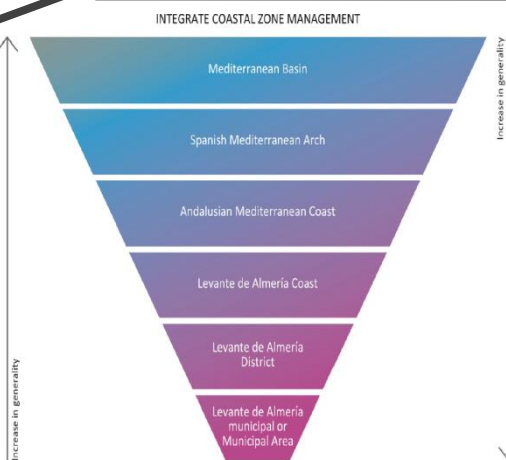 INTEGRATE COASTAL ZONE MANAGEMENT
Mediterranean Basin
Increase in generality
Spanish Mediterranean Arch
Andalusian Mediterranean Coast
Levante de Almería Coast
Levante de Almería
District
Increase in generality
Levante de Almería
municipal or
Municipal Area